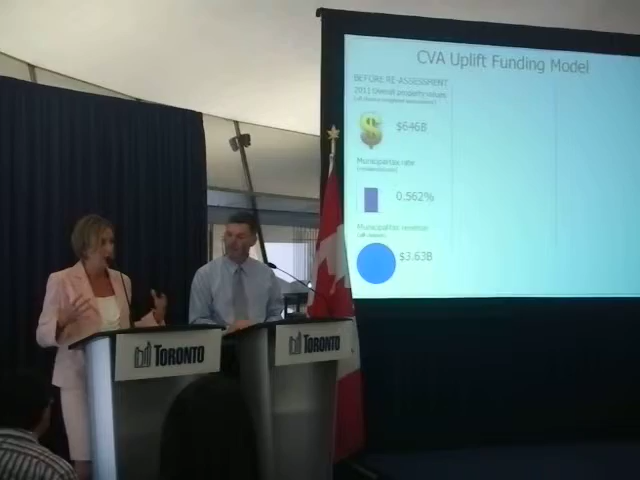 CVA Uplift Funding Model
BEFORE RE-ASSESSMENT
2011 Overall property values
$646B
Municipal tax rate
0.562%
Municipal tax revenue
$3.63B
TORONTO
TORONTO